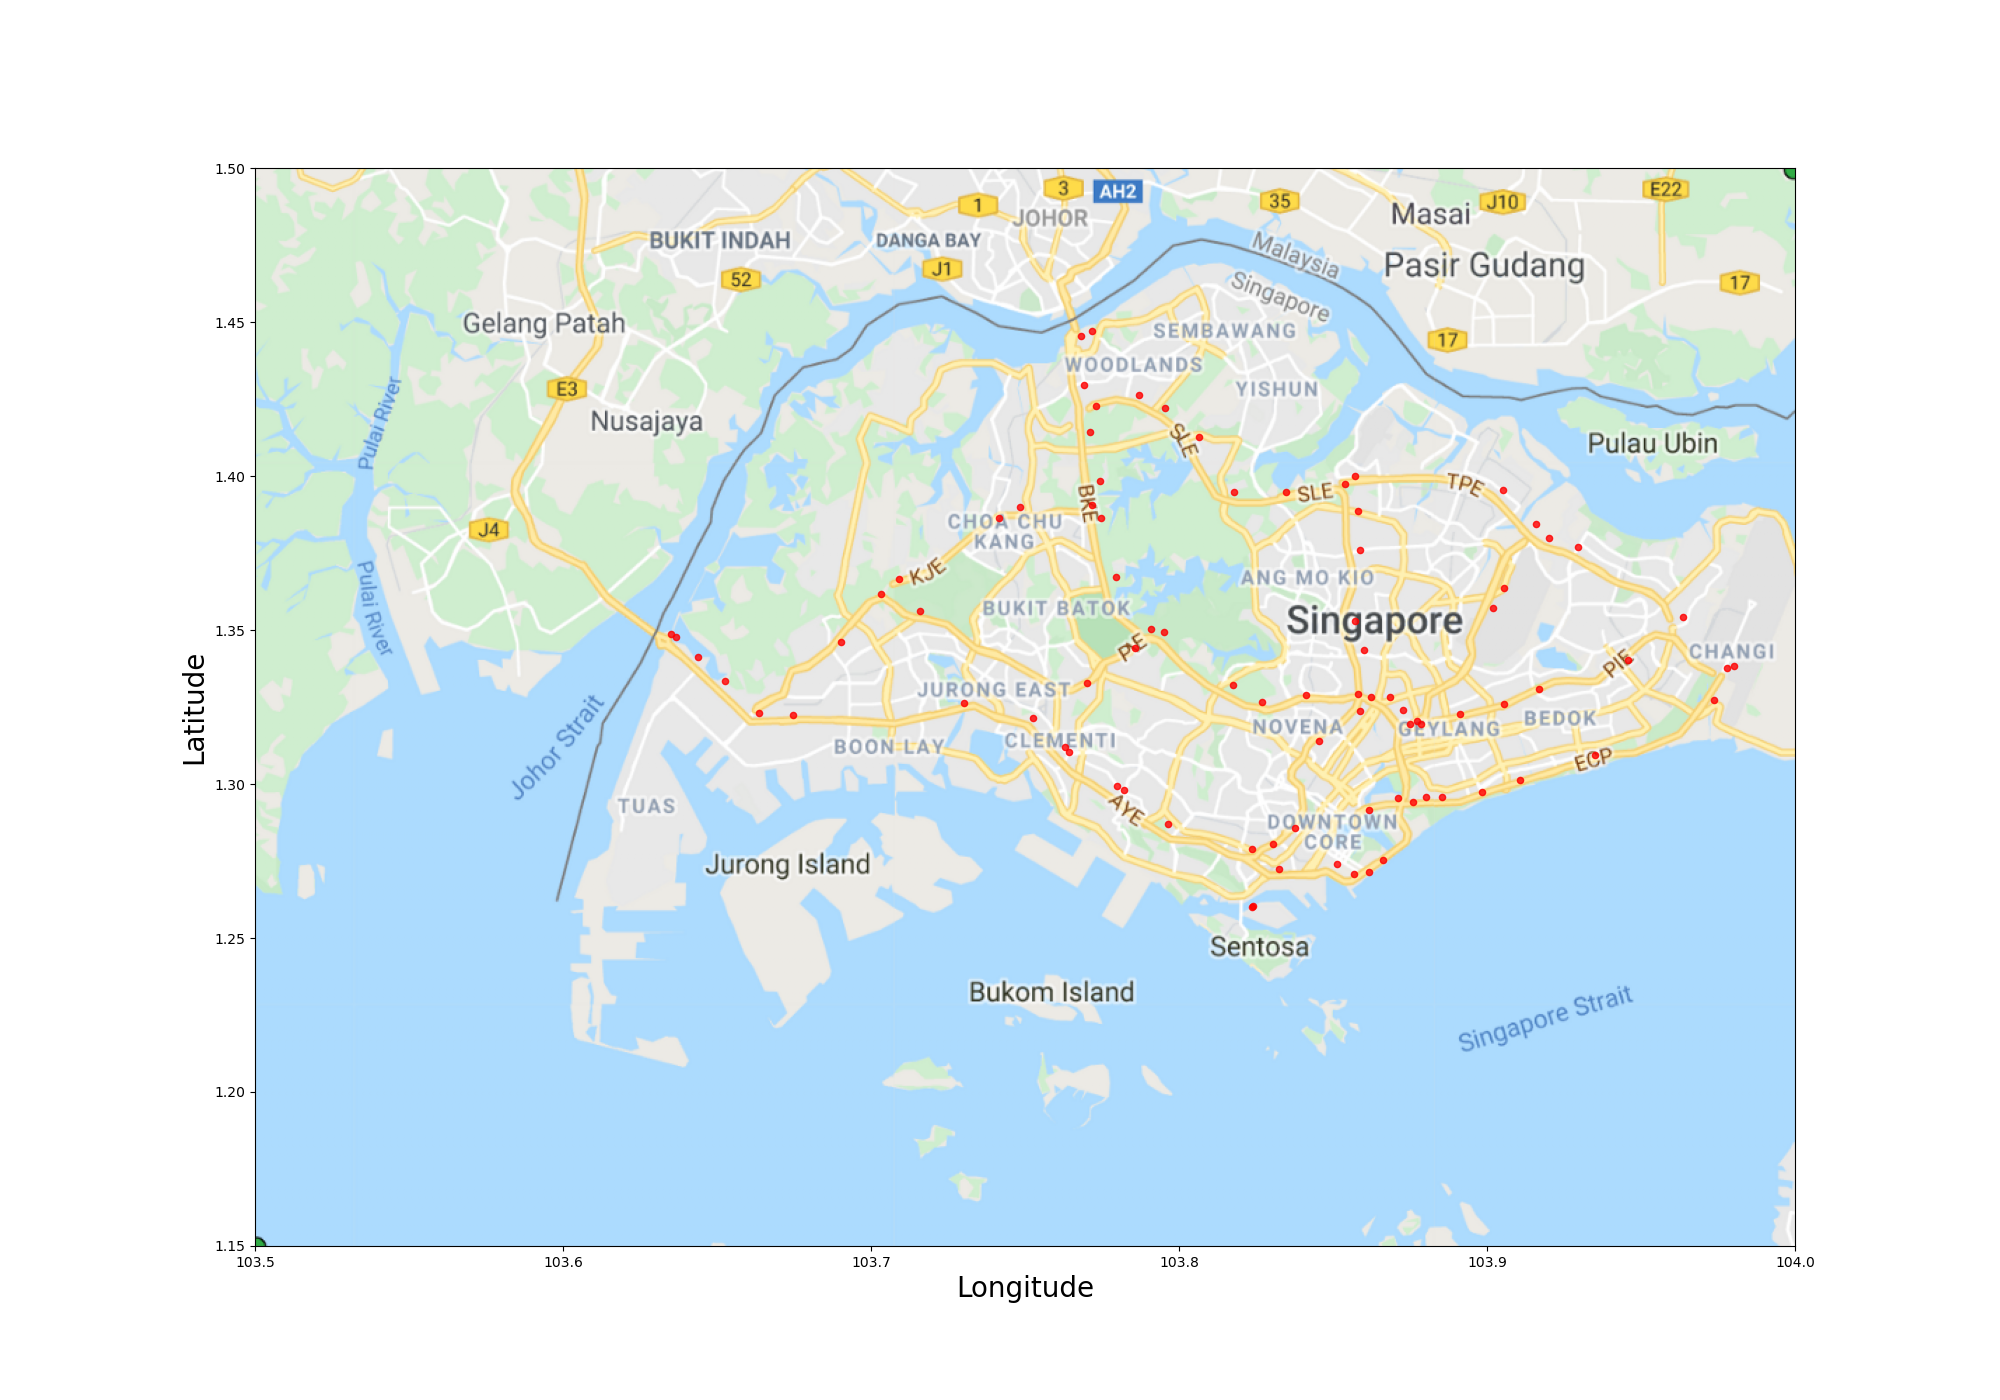 1.50
1.45
1.40
1.35
1.30
1.25
1.20
1.15
Latitude
103.5
103.6
103.7
103.8
103.9
104.0
Longitude
3
AH2
1
35
J10
E22
JOHOR
Masai
BUKIT INDAH
DANGA BAY
Malaysia
J1
52
Pasir Gudang
17
Singapore
Gelang Patah
SEMBAWANG
17
WOODLANDS
E3
YISHUN
Pulai River
Nusajaya
SLE
Pulau Ubin
BKE
SLE
TPE
J4
CHOA CHU
KANG
KJE
ANG MO KIO
Pulai River
BUKIT BATOK
Singapore
PIE
PIE
CHANGI
JURONG EAST
Johor Strait
NOVENA
GEYLANG
BEDOK
BOON LAY
CLEMENTI
ECP
TUAS
AYE
DOWNTOWN
CORE
Jurong Island
Sentosa
Bukom Island
Singapore Strait